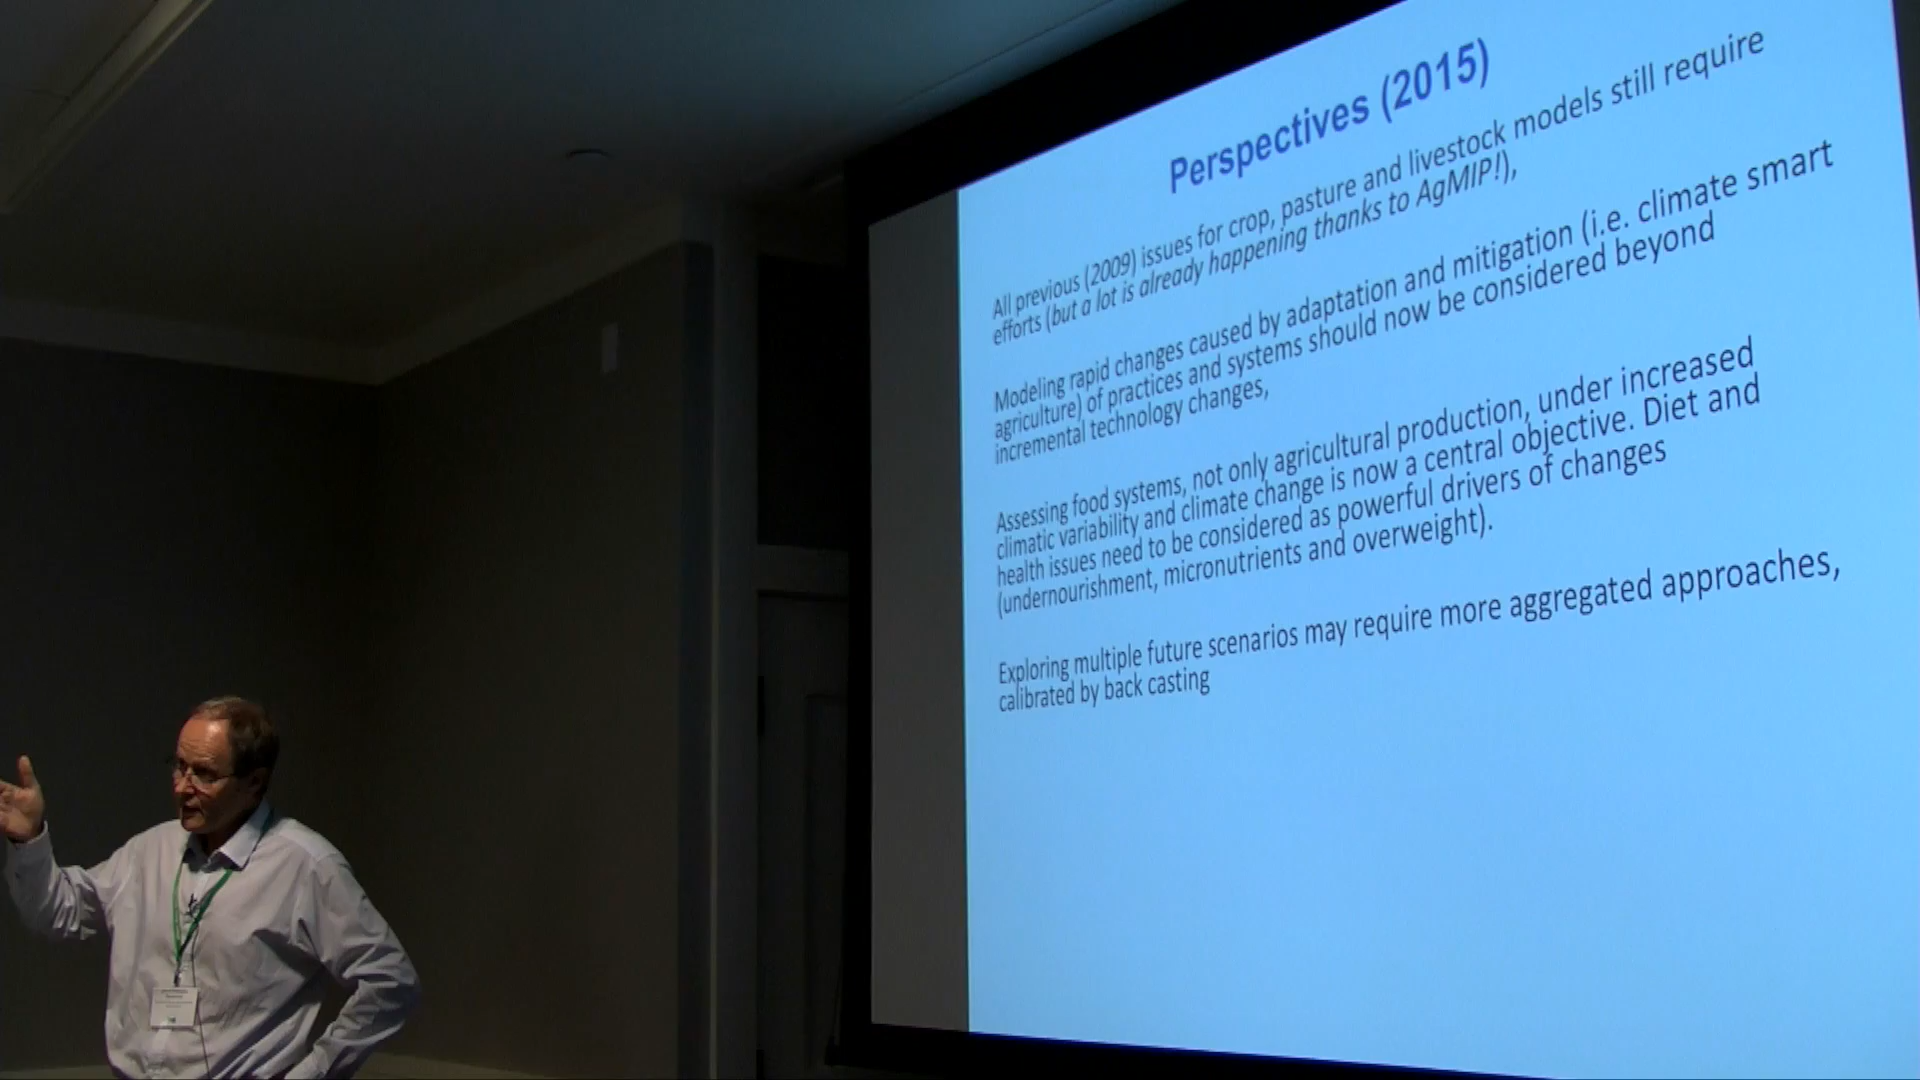 Perspectives (2015)
All previous (2009) issues for crop, pasture and livestock models still require
efforts (but a lot is already happening thanks to AgMIP!),
Modeling rapid changes caused by adaptation and mitigation (i.e. climate smart
agriculture) of practices and systems should now be considered beyond
incremental technology changes,
Assessing food systems, not only agricultural production, under increased
climatic variability and climate change is now a central objective. Diet and
health issues need to be considered as powerful drivers of changes
(undernourishment, micronutrients and overweight).
Exploring multiple future scenarios may require more aggregated approaches,
calibrated by back casting